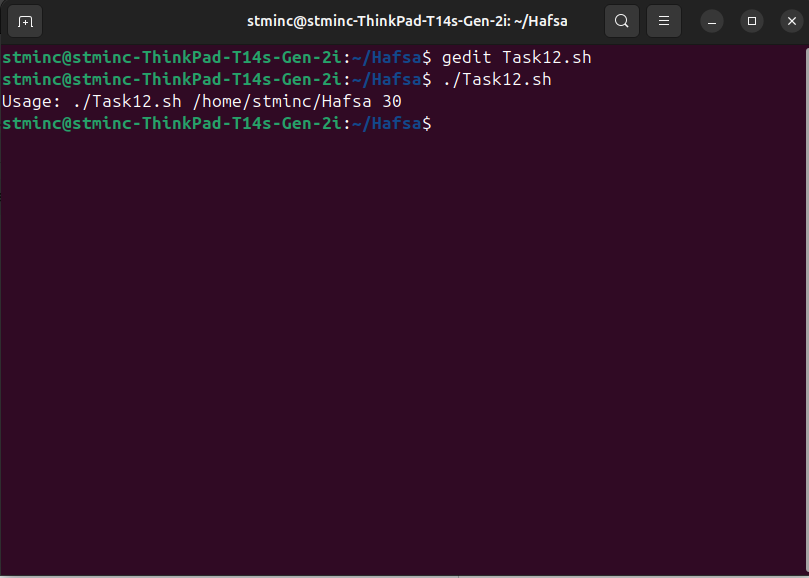 stminc@stminc-ThinkPad-T14s-Gen-2i: ~/Hafsa
stminc@stminc-ThinkPad-T14s-Gen-2i:~/Hafsa$ gedit Task12.sh
stminc@stminc-ThinkPad-T14s-Gen-2i:~/Hafsa$ ./Task12.sh
Usage: ./Task12.sh /home/stminc/Hafsa 30
stminc@stminc-ThinkPad-T14s-Gen-2i:~/Hafsa$